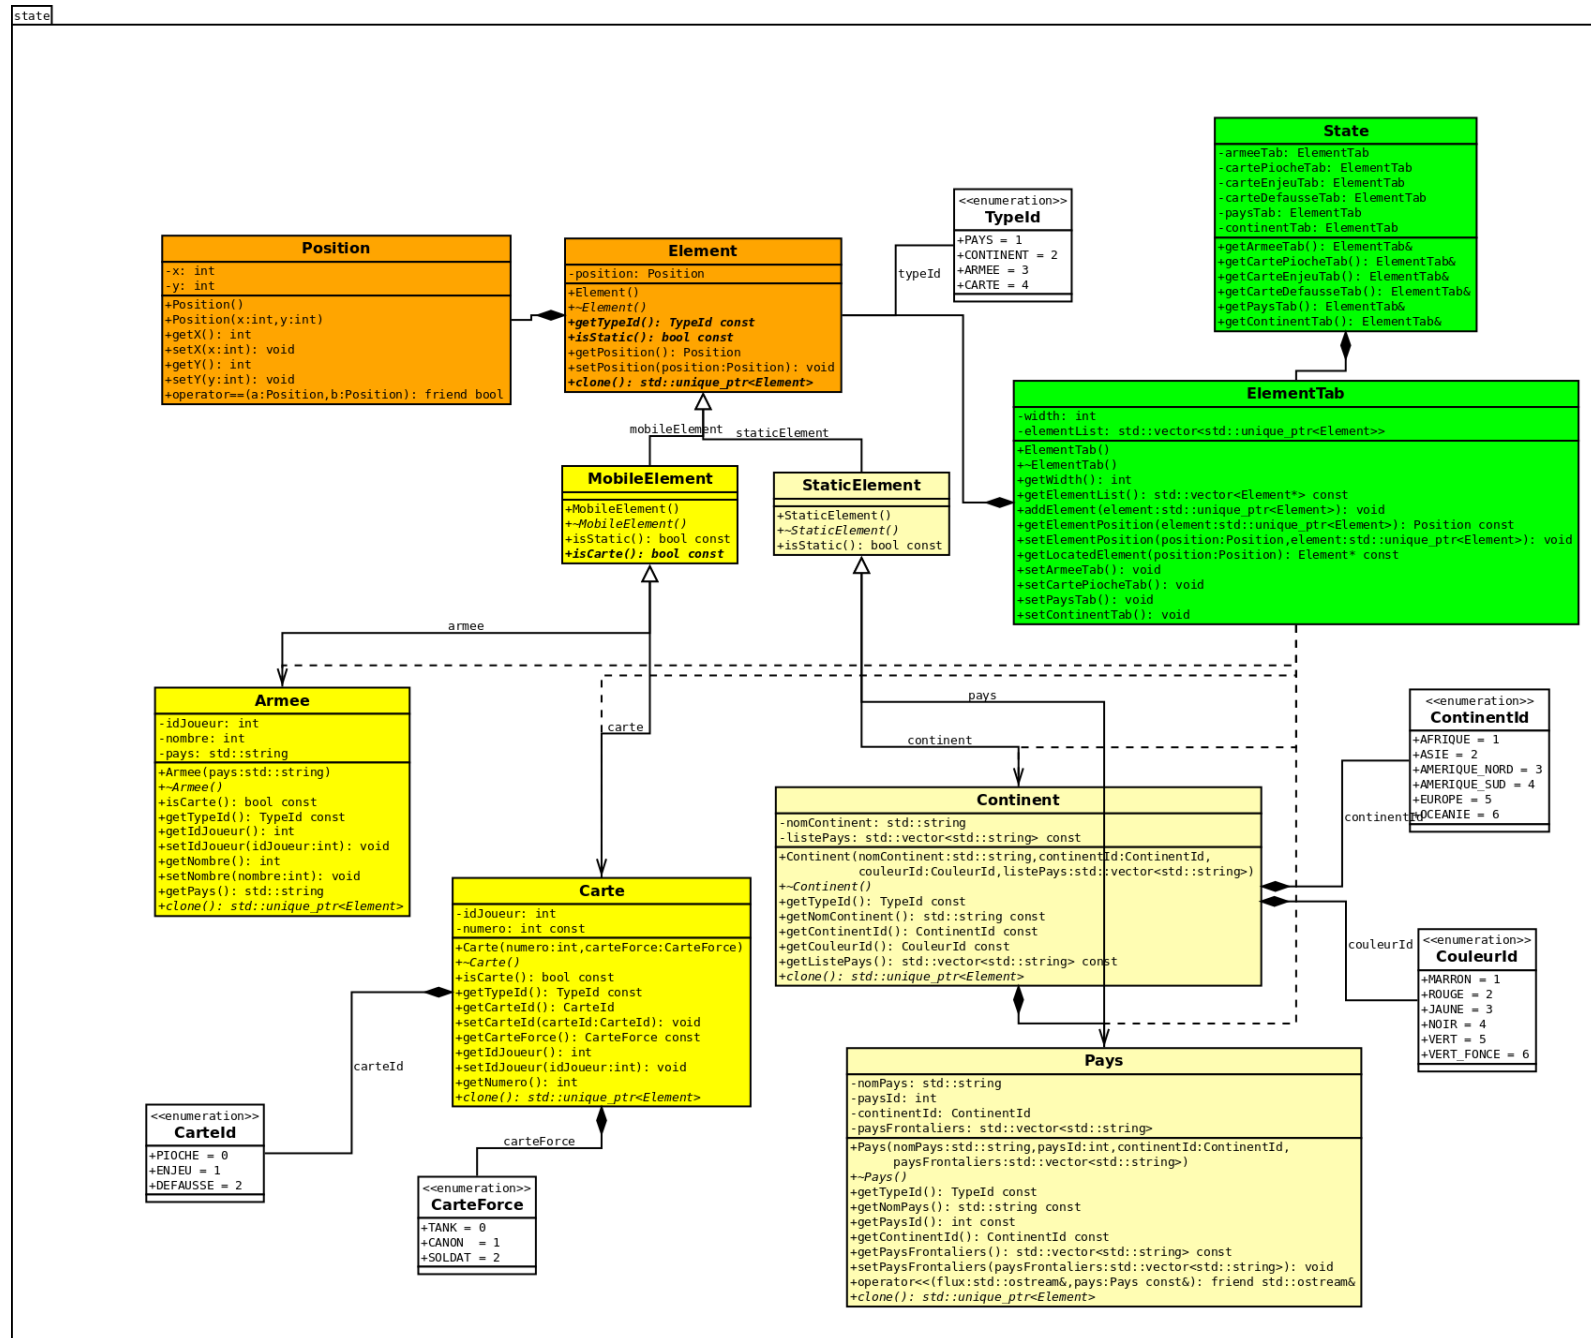 state
State
-armeeTab: ElementTab
-cartePiocheTab: ElementTab
-carteEnjeuTab: ElementTab
-carteDefausseTab: ElementTab
-paysTab: ElementTab
-continentTab: ElementTab
+getArmeeTab(): ElementTab&
+getCartePiocheTab(): ElementTab&
+getCarteEnjeuTab(): ElementTab&
+getCarteDefausseTab(): ElementTab&
+getPaysTab(): ElementTab&
+getContinentTab(): ElementTab&
<<enumeration>>
TypeId
+PAYS = 1
+CONTINENT = 2
+ARMEE = 3
+CARTE = 4
typeId
Position
-x: int
-y: int
+Position()
+Position(x:int,y:int)
+getX(): int
+setX(x:int): void
+getY(): int
+setY(y:int): void
+operator==(a:Position,b:Position): friend bool
Element
-position: Position
+Element()
+~Element()
+getTypeId(): TypeId const
+isStatic(): bool const
+getPosition(): Position
+setPosition(position:Position): void
+clone(): std::unique_ptr<Element>
ElementTab
-width: int
-elementList: std::vector<std::unique_ptr<Element>>
+ElementTab()
+~ElementTab()
+getWidth(): int
+getElementList(): std::vector<Element*> const
+addElement(element:std::unique_ptr<Element>): void
+getElementPosition(element:std::unique_ptr<Element>): Position const
+setElementPosition(position:Position,element:std::unique_ptr<Element>): void
+getLocatedElement(position:Position): Element* const
+setArmeeTab(): void
+setCartePiocheTab(): void
+setPaysTab(): void
+setContinentTab(): void
mobileElement
staticElement
MobileElement
+MobileElement()
+~MobileElement()
+isStatic(): bool const
+isCarte(): bool const
StaticElement
+StaticElement()
+~StaticElement()
+isStatic(): bool const
armee
carte
pays
continent
Armee
-idJoueur: int
-nombre: int
-pays: std::string
+Armee(pays:std::string)
+~Armee()
+isCarte(): bool const
+getTypeId(): TypeId const
+getIdJoueur(): int
+setIdJoueur(idJoueur:int): void
+getNombre(): int
+setNombre(nombre:int): void
+getPays(): std::string
+clone(): std::unique_ptr<Element>
<<enumeration>>
ContinentId
+AFRIQUE = 1
+ASIE = 2
+AMERIQUE_NORD = 3
+AMERIQUE_SUD = 4
+EUROPE = 5
+OCEANIE = 6
continentId
Continent
-nomContinent: std::string
-listePays: std::vector<std::string> const
+Continent(nomContinent:std::string,continentId:ContinentId,
couleurId:CouleurId,listePays:std::vector<std::string>)
+~Continent()
+getTypeId(): TypeId const
+getNomContinent(): std::string const
+getContinentId(): ContinentId const
+getCouleurId(): CouleurId const
+getListePays(): std::vector<std::string> const
+clone(): std::unique_ptr<Element>
Carte
-idJoueur: int
-numero: int const
+Carte(numero:int,carteForce:CarteForce)
+~Carte()
+isCarte(): bool const
+getTypeId(): TypeId const
+getCarteId(): CarteId
+setCarteId(carteId:CarteId): void
+getCarteForce(): CarteForce const
+getIdJoueur(): int
+setIdJoueur(idJoueur:int): void
+getNumero(): int
+clone(): std::unique_ptr<Element>
couleurId
<<enumeration>>
CouleurId
+MARRON = 1
+ROUGE = 2
+JAUNE = 3
+NOIR = 4
+VERT = 5
+VERT_FONCE = 6
carteId
<<enumeration>>
CarteId
+PIOCHE = 0
+ENJEU = 1
+DEFAUSSE = 2
carteForce
<<enumeration>>
CarteForce
+TANK = 0
+CANON  = 1
+SOLDAT = 2
Pays
-nomPays: std::string
-paysId: int
-continentId: ContinentId
-paysFrontaliers: std::vector<std::string>
+Pays(nomPays:std::string,paysId:int,continentId:ContinentId,
paysFrontaliers:std::vector<std::string>)
+~Pays()
+getTypeId(): TypeId const
+getNomPays(): std::string const
+getPaysId(): int const
+getContinentId(): ContinentId const
+getPaysFrontaliers(): std::vector<std::string> const
+setPaysFrontaliers(paysFrontaliers:std::vector<std::string>): void
+operator<<(flux:std::ostream&,pays:Pays const&): friend std::ostream&
+clone(): std::unique_ptr<Element>